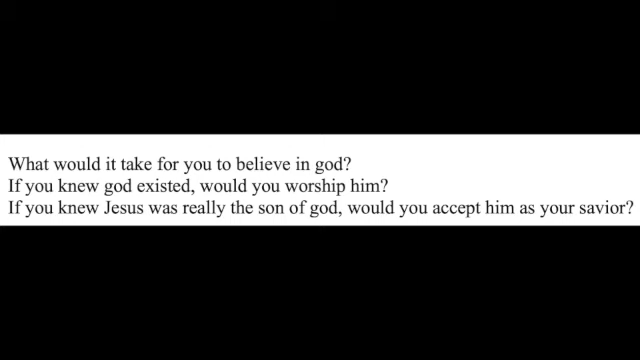 What would it take for you to believe in god?
If you knew god existed, would you worship him?
If you knew Jesus was really the son of god, would you accept him as your savior?